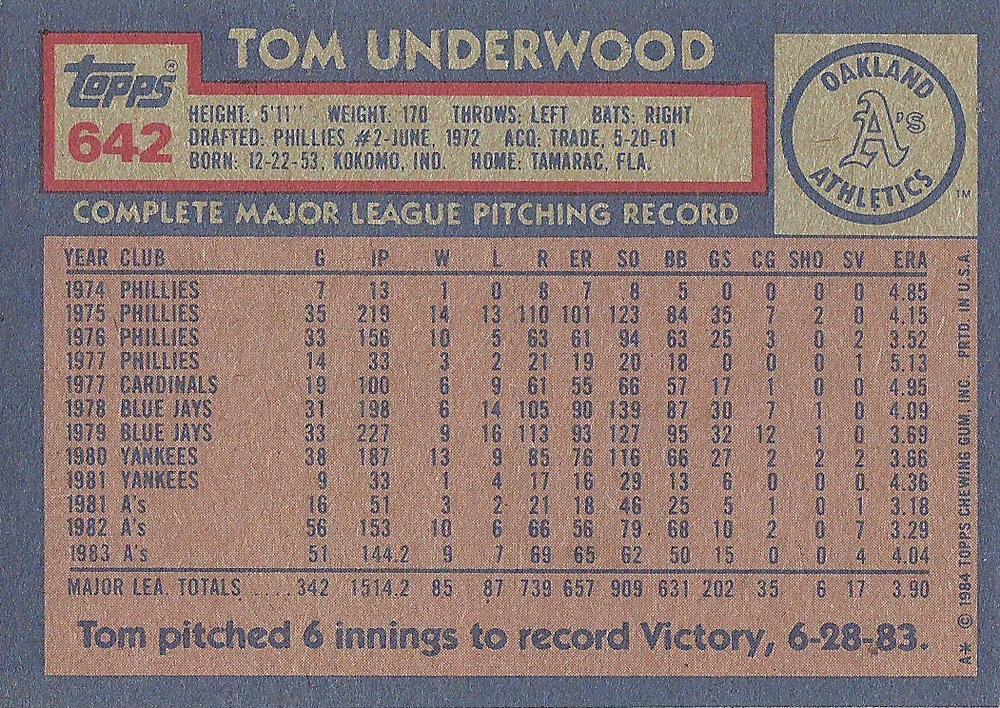 TOM UNDERWOOD
topps®
642
HEIGHT: 5'11" WEIGHT: 170 THROWS: LEFT BATS: RIGHT
DRAFTED: PHILLIES #2-JUNE, 1972 ACQ: TRADE, 5-20-81
BORN: 12-22-53, KOKOMO, IND. HOME: TAMARAC, FLA.
OAKLAND
A's
ATHLETICS
TM
COMPLETE MAJOR LEAGUE PITCHING RECORD
YEAR CLUB G IP W L R ER SO BB GS CG SHO SV ERA
1974 PHILLIES 7 13 1 0 8 7 8 5 0 0 0 0 4.85
1975 PHILLIES 35 219 14 13 110 101 123 84 35 7 2 0 4.15
1976 PHILLIES 33 156 10 5 63 61 94 63 25 3 0 2 3.52
1977 PHILLIES 14 33 3 2 21 19 20 18 0 0 0 1 5.13
1977 CARDINALS 19 100 6 9 61 55 66 57 17 1 0 0 4.95
1978 BLUE JAYS 31 198 6 14 105 90 139 87 30 7 1 0 4.09
1979 BLUE JAYS 33 227 9 16 113 93 127 95 32 12 1 0 3.69
1980 YANKEES 38 187 13 9 85 76 116 66 27 2 2 2 3.66
1981 YANKEES 9 33 1 4 17 16 29 13 6 0 0 0 4.36
1981 A's 16 51 3 2 21 18 46 25 5 1 0 1 3.18
1982 A's 56 153 10 6 66 56 79 68 10 2 0 7 3.29
1983 A's 51 144.2 9 7 69 65 62 50 15 0 0 4 4.04
MAJOR LEA. TOTALS .....342 1514.2 85 87 739 657 909 631 202 35 6 17 3.90
Tom pitched 6 innings to record Victory, 6-28-83.
A* © 1984 TOPPS CHEWING GUM, INC. PRTD. IN U.S.A.